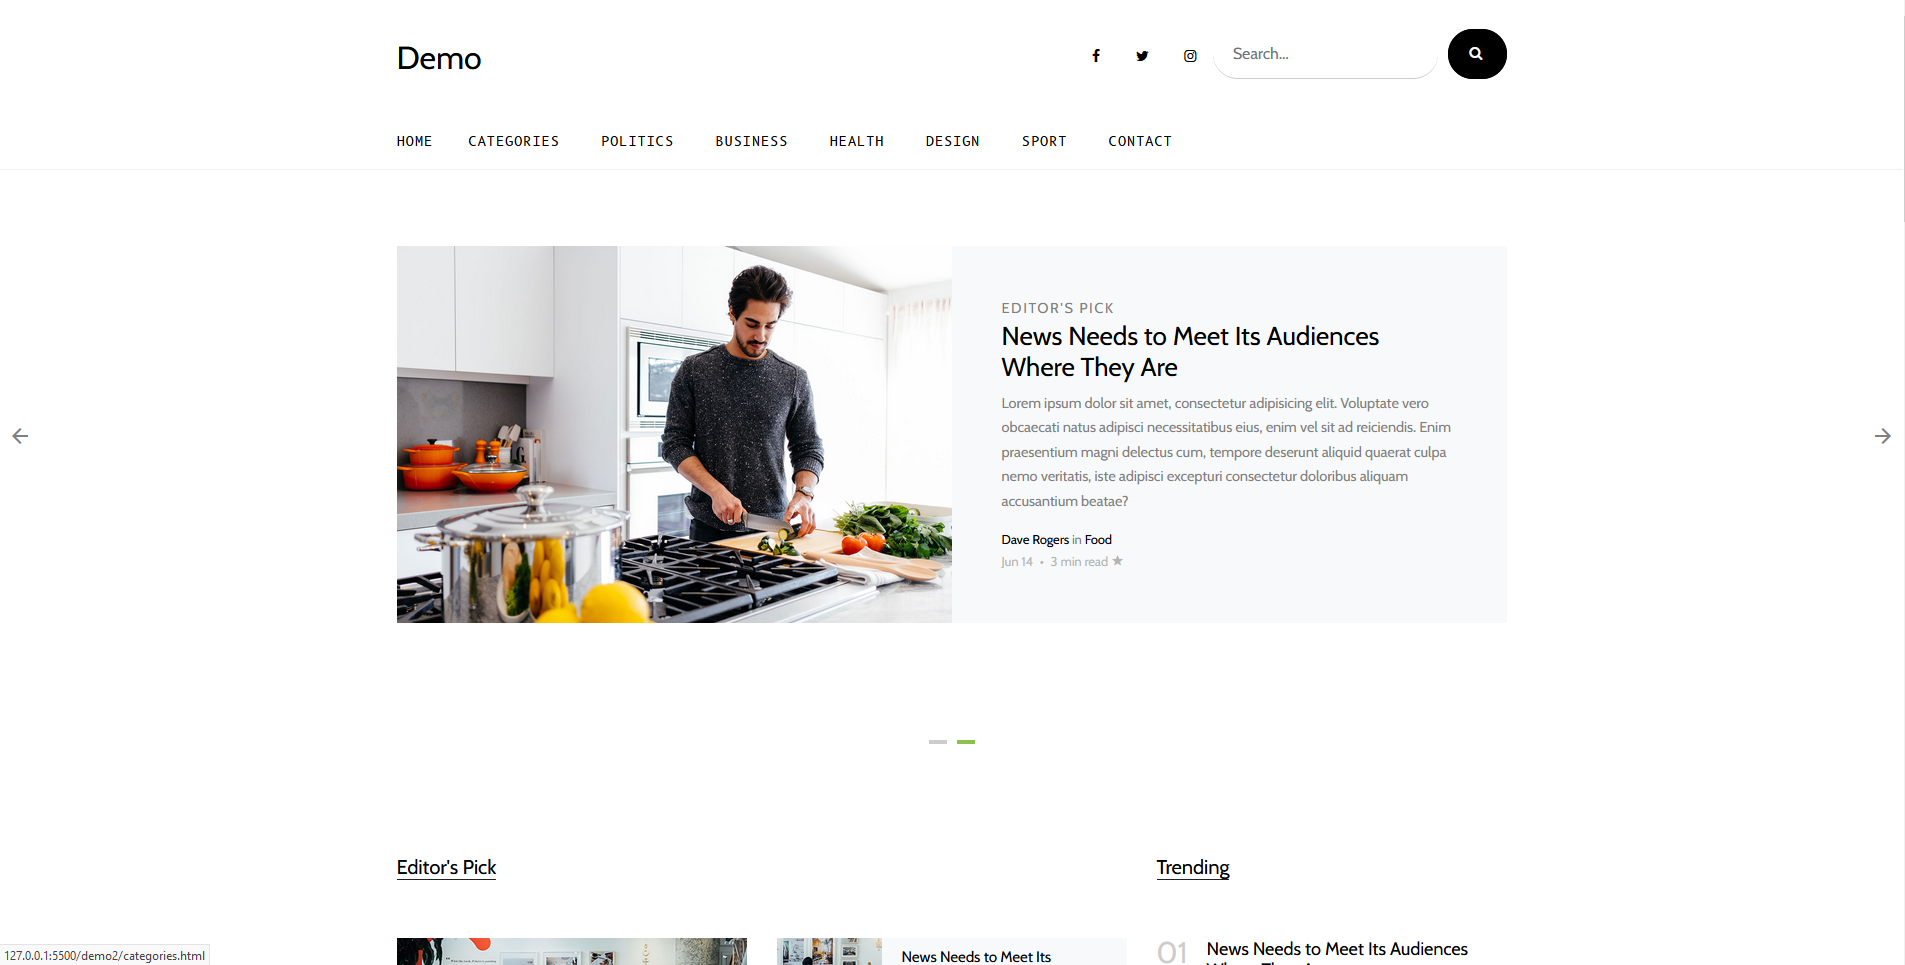 Demo
Search...
HOME CATEGORIES POLITICS BUSINESS HEALTH DESIGN SPORT CONTACT
EDITOR'S PICK
News Needs to Meet Its Audiences
Where They Are
Lorem ipsum dolor sit amet, consectetur adipisicing elit. Voluptate vero
obcaecati natus adipisci necessitatibus eius, enim vel sit ad reiciendis. Enim
praesentium magni delectus cum, tempore deserunt aliquid quaerat culpa
nemo veritatis, iste adipisci excepturi consectetur doloribus aliquam
accusantium beatae?
Dave Rogers in Food
Jun 14 • 3 min read ★
Editor's Pick
Trending
News Needs to Meet Its
01 News Needs to Meet Its Audiences
127.0.0.1:5500/demo2/categories.html